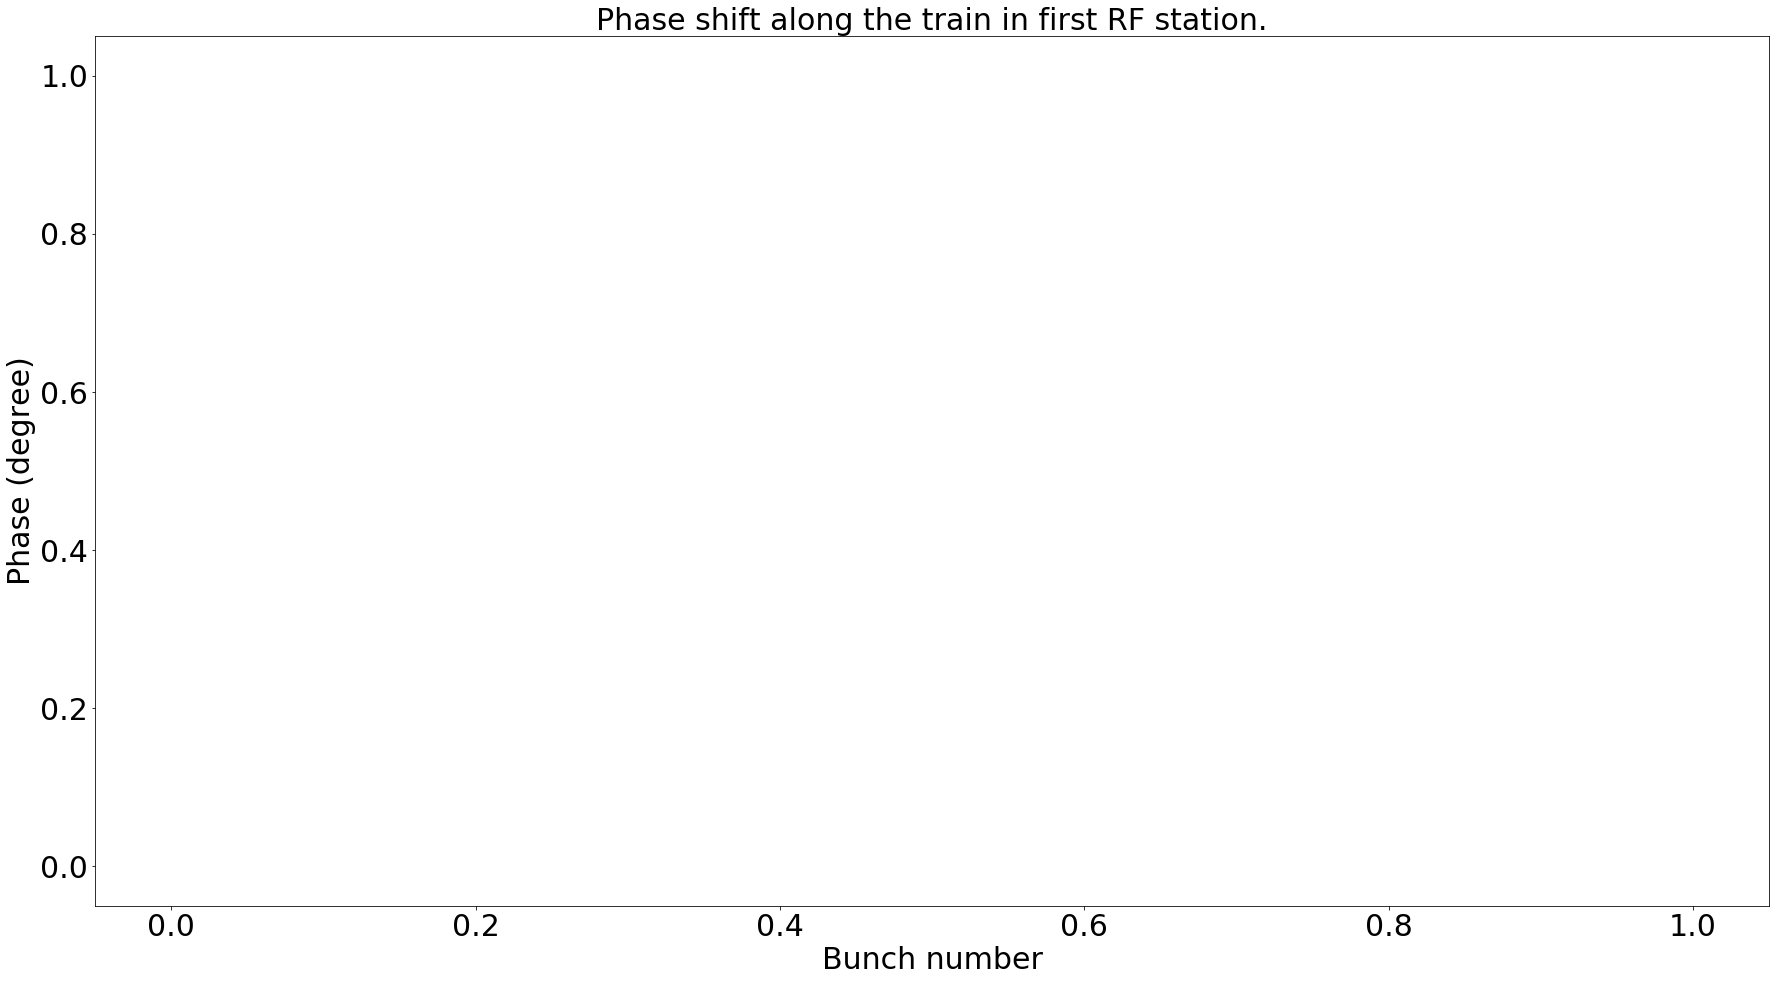 Phase shift along the train in first RF station.
1.0
0.8
0.6
0.4
0.2
0.0
Phase (degree)
0.0 0.2 0.4 0.6 0.8 1.0
Bunch number